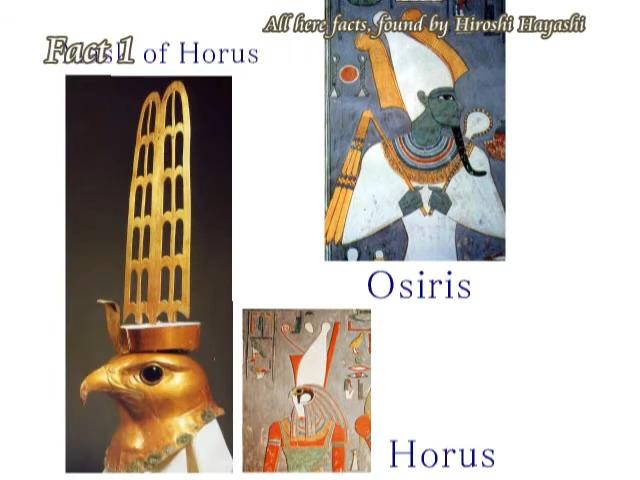 All here facts, found by Hiroshi Hayashi
Fact 1
of Horus
Osiris
Horus